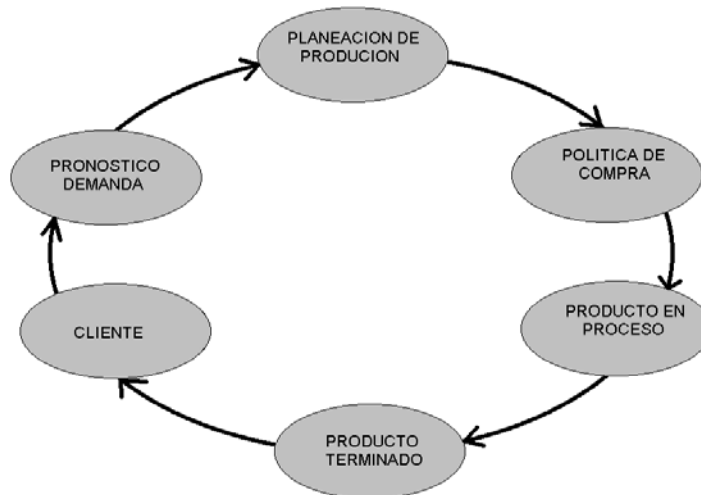 PLANEACION DE
PRODUCION
POLITICA DE
COMPRA
PRODUCTO EN
PROCESO
PRODUCTO
TERMINADO
CLIENTE
PRONOSTICO
DEMANDA